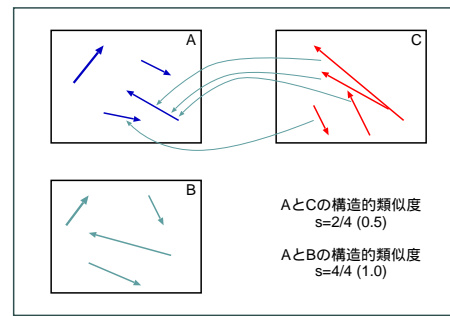 A
C
B
AとCの構造的類似度
s=2/4 (0.5)
AとBの構造的類似度
s=4/4 (1.0)